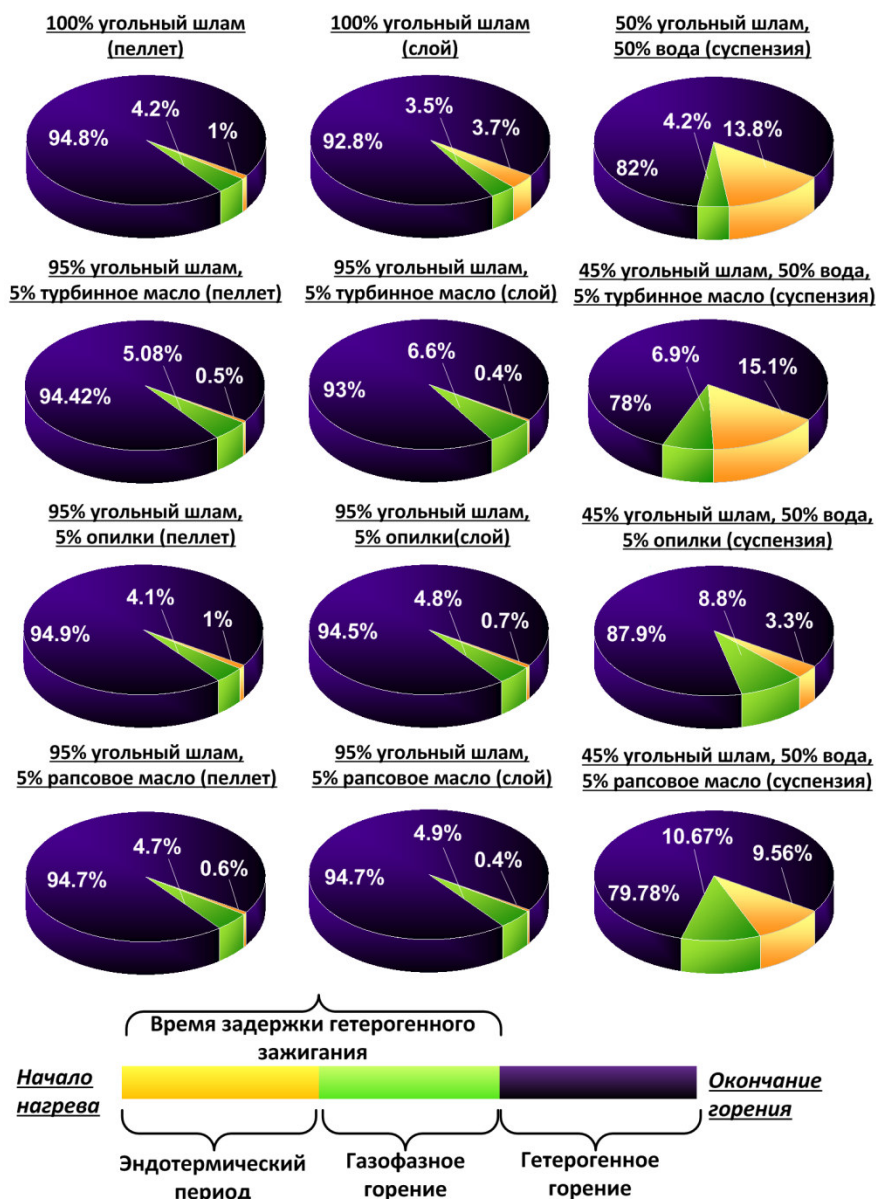 100% угольный шлам
(пеллет)
100% угольный шлам
(слой)
50% угольный шлам,
50% вода (суспензия)
94.8%
4.2%
1%
92.8%
3.5%
3.7%
82%
4.2%
13.8%
95% угольный шлам,
5% турбинное масло (пеллет)
95% угольный шлам,
5% турбинное масло (слой)
45% угольный шлам, 50% вода,
5% турбинное масло (суспензия)
94.42%
5.08%
0.5%
93%
6.6%
0.4%
78%
6.9%
15.1%
95% угольный шлам,
5% опилки (пеллет)
95% угольный шлам,
5% опилки(слой)
45% угольный шлам, 50% вода,
5% опилки (суспензия)
94.9%
4.1%
1%
94.5%
4.8%
0.7%
87.9%
8.8%
3.3%
95% угольный шлам,
5% рапсовое масло (пеллет)
95% угольный шлам,
5% рапсовое масло (слой)
45% угольный шлам, 50% вода,
5% рапсовое масло (суспензия)
94.7%
4.7%
0.6%
94.7%
4.9%
0.4%
79.78%
10.67%
9.56%
Время задержки гетерогенного
зажигания
Начало
нагрева
Окончание
горения
Эндотермический
период
Газофазное
горение
Гетерогенное
горение